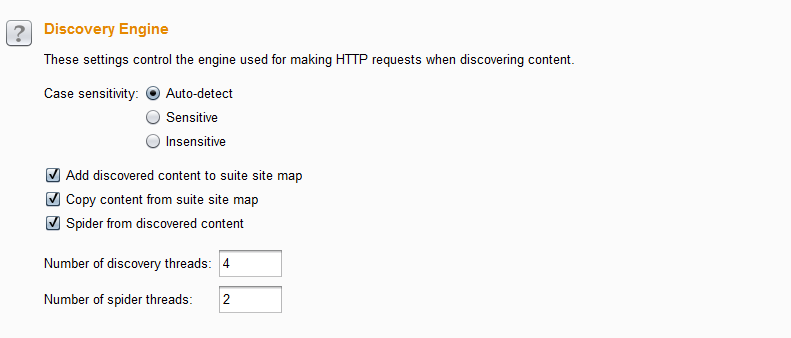 ?
Discovery Engine
These settings control the engine used for making HTTP requests when discovering content.
Case sensitivity: Auto-detect
Sensitive
Insensitive
Add discovered content to suite site map
Copy content from suite site map
Spider from discovered content
Number of discovery threads: 4
Number of spider threads: 2